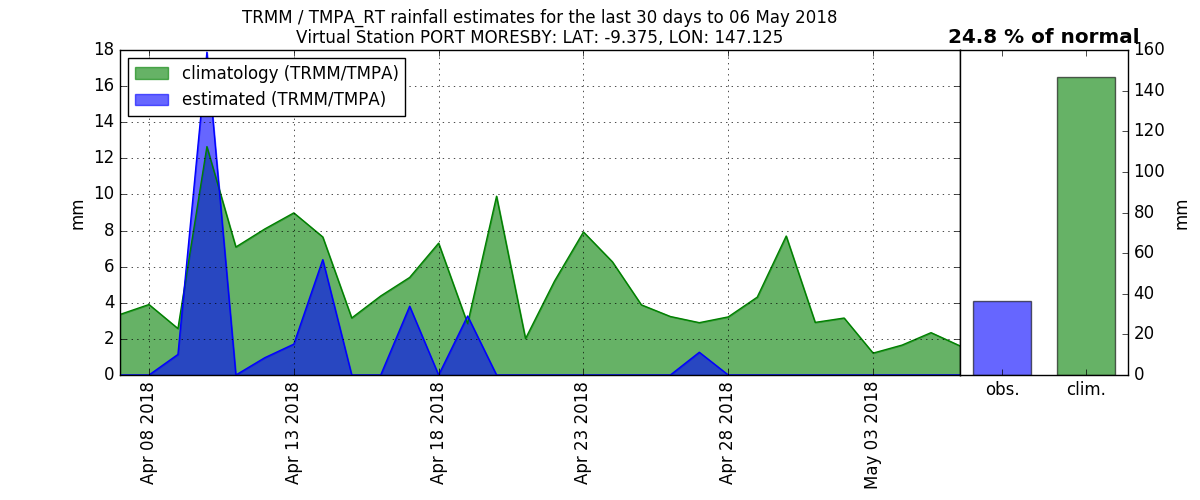 TRMM / TMPA_RT rainfall estimates for the last 30 days to 06 May 2018
Virtual Station PORT MORESBY: LAT: -9.375, LON: 147.125
24.8 % of normal
climatology (TRMM/TMPA)
estimated (TRMM/TMPA)
mm
18
16
14
12
10
8
6
4
2
0
Apr 08 2018
Apr 13 2018
Apr 18 2018
Apr 23 2018
Apr 28 2018
May 03 2018
160
140
120
100
80
60
40
20
0
mm
obs.
clim.